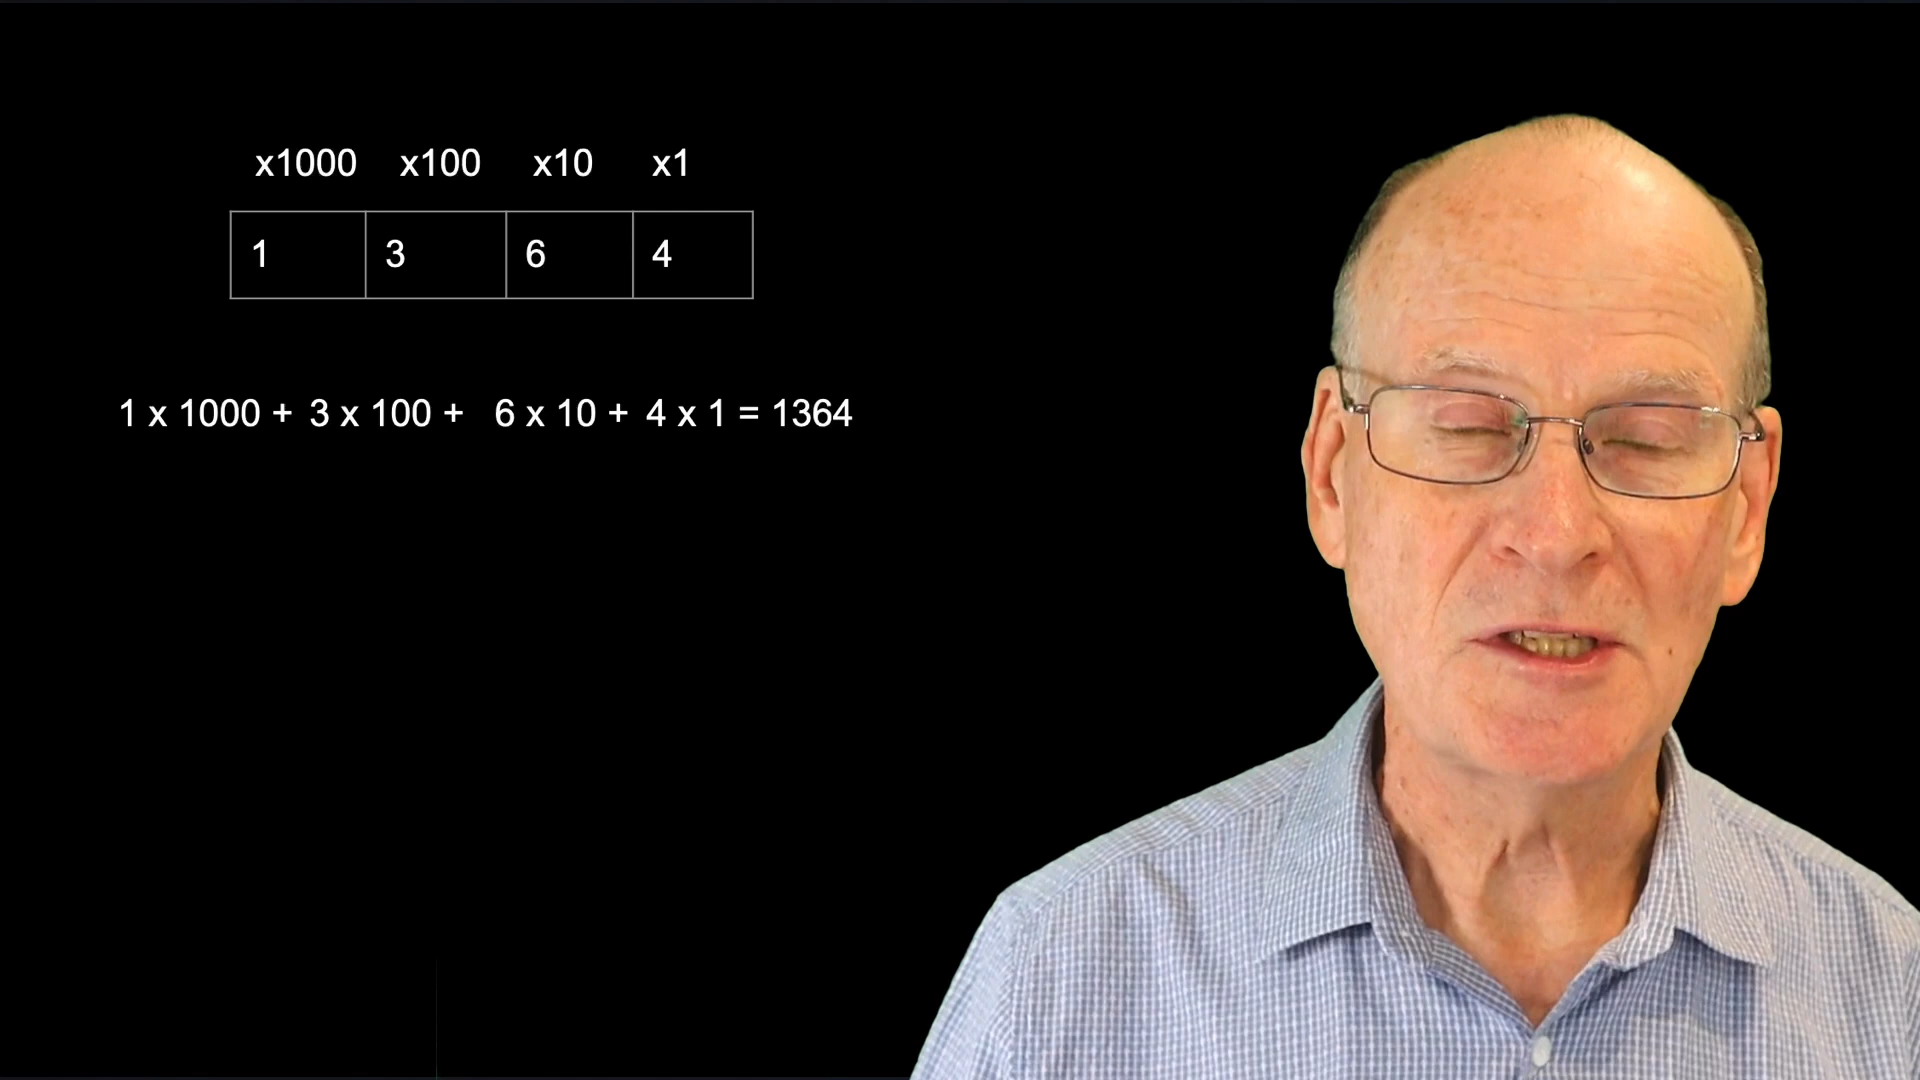 x1000 x100 x10 x1
1 3 6 4
1 x 1000 + 3 x 100 + 6 x 10 + 4 x 1 = 1364